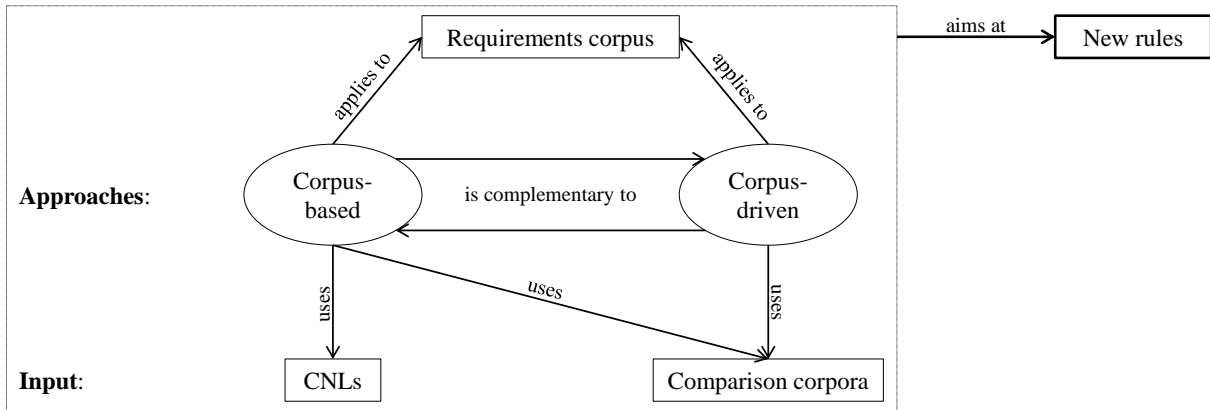 Requirements corpus
aims at
New rules
applies to
applies to
Approaches:
Corpus-
based
is complementary to
Corpus-
driven
uses
uses
uses
Input:
CNLs
Comparison corpora